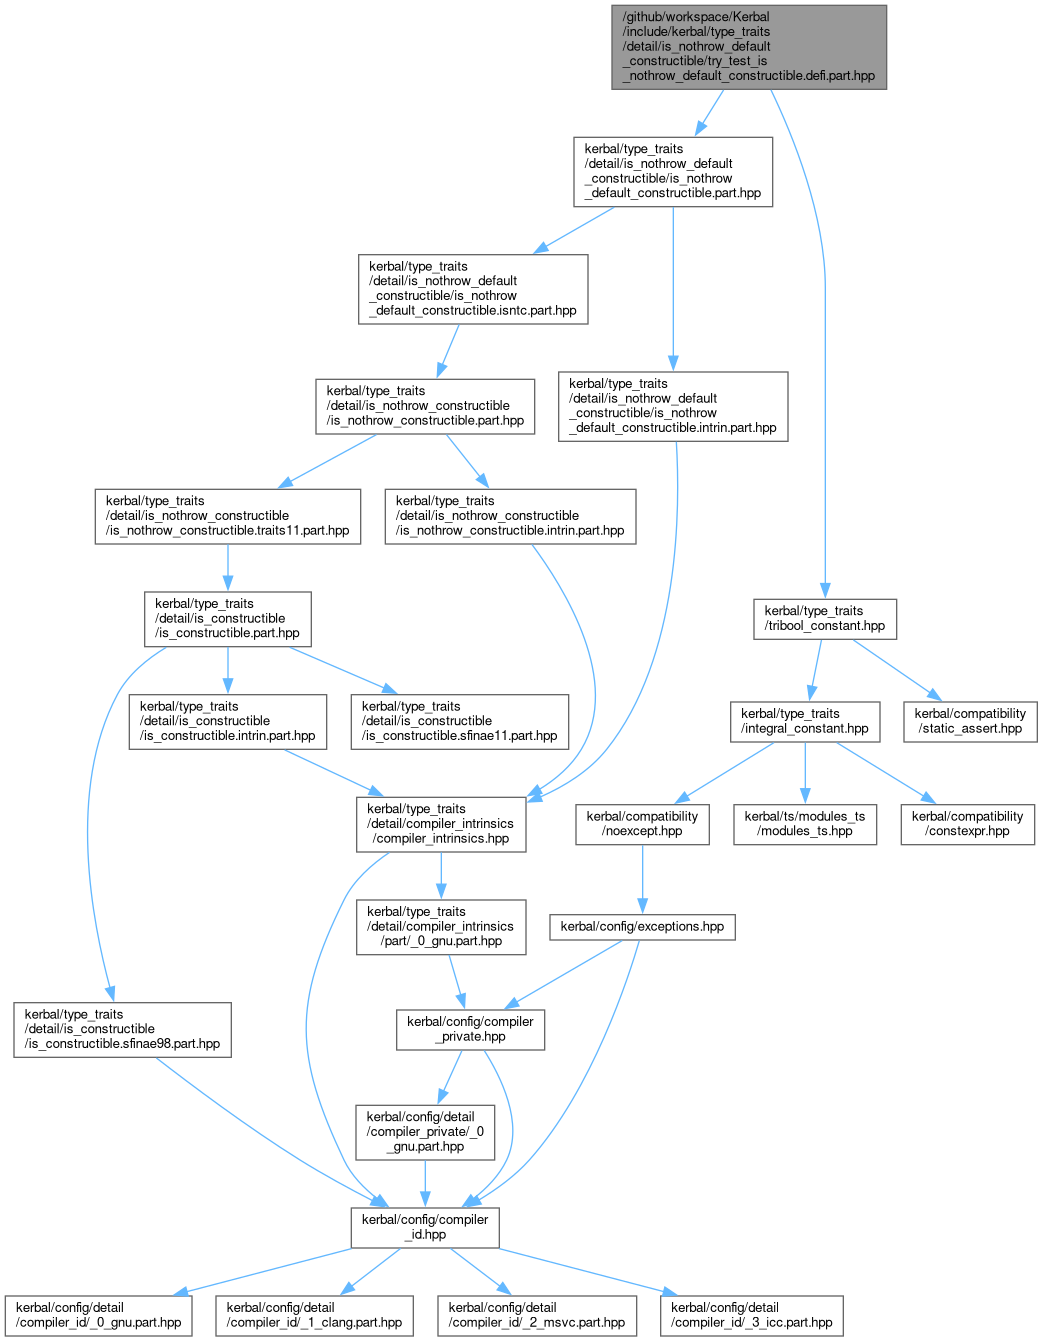 /github/workspace/Kerbal
/include/kerbal/type_traits
/detail/is_nothrow_default
_constructible/try_test_is
_nothrow_default_constructible.defi.part.hpp
kerbal/type_traits
/detail/is_nothrow_default
_constructible/is_nothrow
_default_constructible.part.hpp
kerbal/type_traits
/detail/is_nothrow_default
_constructible/is_nothrow
_default_constructible.isntc.part.hpp
kerbal/type_traits
/detail/is_nothrow_constructible
/is_nothrow_constructible.part.hpp
kerbal/type_traits
/detail/is_nothrow_default
_constructible/is_nothrow
_default_constructible.intrin.part.hpp
kerbal/type_traits
/detail/is_nothrow_constructible
/is_nothrow_constructible.traits11.part.hpp
kerbal/type_traits
/detail/is_nothrow_constructible
/is_nothrow_constructible.intrin.part.hpp
kerbal/type_traits
/detail/is_constructible
/is_constructible.part.hpp
kerbal/type_traits
/tribool_constant.hpp
kerbal/type_traits
/detail/is_constructible
/is_constructible.intrin.part.hpp
kerbal/type_traits
/detail/is_constructible
/is_constructible.sfinae11.part.hpp
kerbal/type_traits
/integral_constant.hpp
kerbal/compatibility
/static_assert.hpp
kerbal/type_traits
/detail/compiler_intrinsics
/compiler_intrinsics.hpp
kerbal/compatibility
/noexcept.hpp
kerbal/ts/modules_ts
/modules_ts.hpp
kerbal/compatibility
/constexpr.hpp
kerbal/type_traits
/detail/compiler_intrinsics
/part/_0_gnu.part.hpp
kerbal/config/exceptions.hpp
kerbal/type_traits
/detail/is_constructible
/is_constructible.sfinae98.part.hpp
kerbal/config/compiler
_private.hpp
kerbal/config/detail
/compiler_private/_0
_gnu.part.hpp
kerbal/config/compiler
_id.hpp
kerbal/config/detail
/compiler_id/_0_gnu.part.hpp
kerbal/config/detail
/compiler_id/_1_clang.part.hpp
kerbal/config/detail
/compiler_id/_2_msvc.part.hpp
kerbal/config/detail
/compiler_id/_3_icc.part.hpp